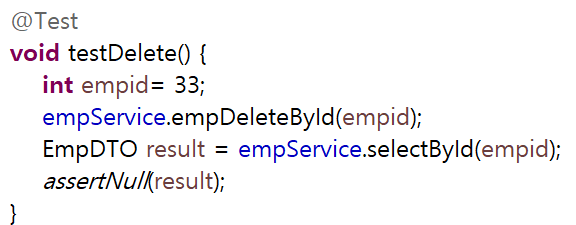 @Test
void testDelete() {
int empid= 33;
empService.empDeleteById(empid);
EmpDTO result = empService.selectById(empid);
assertNull(result);
}